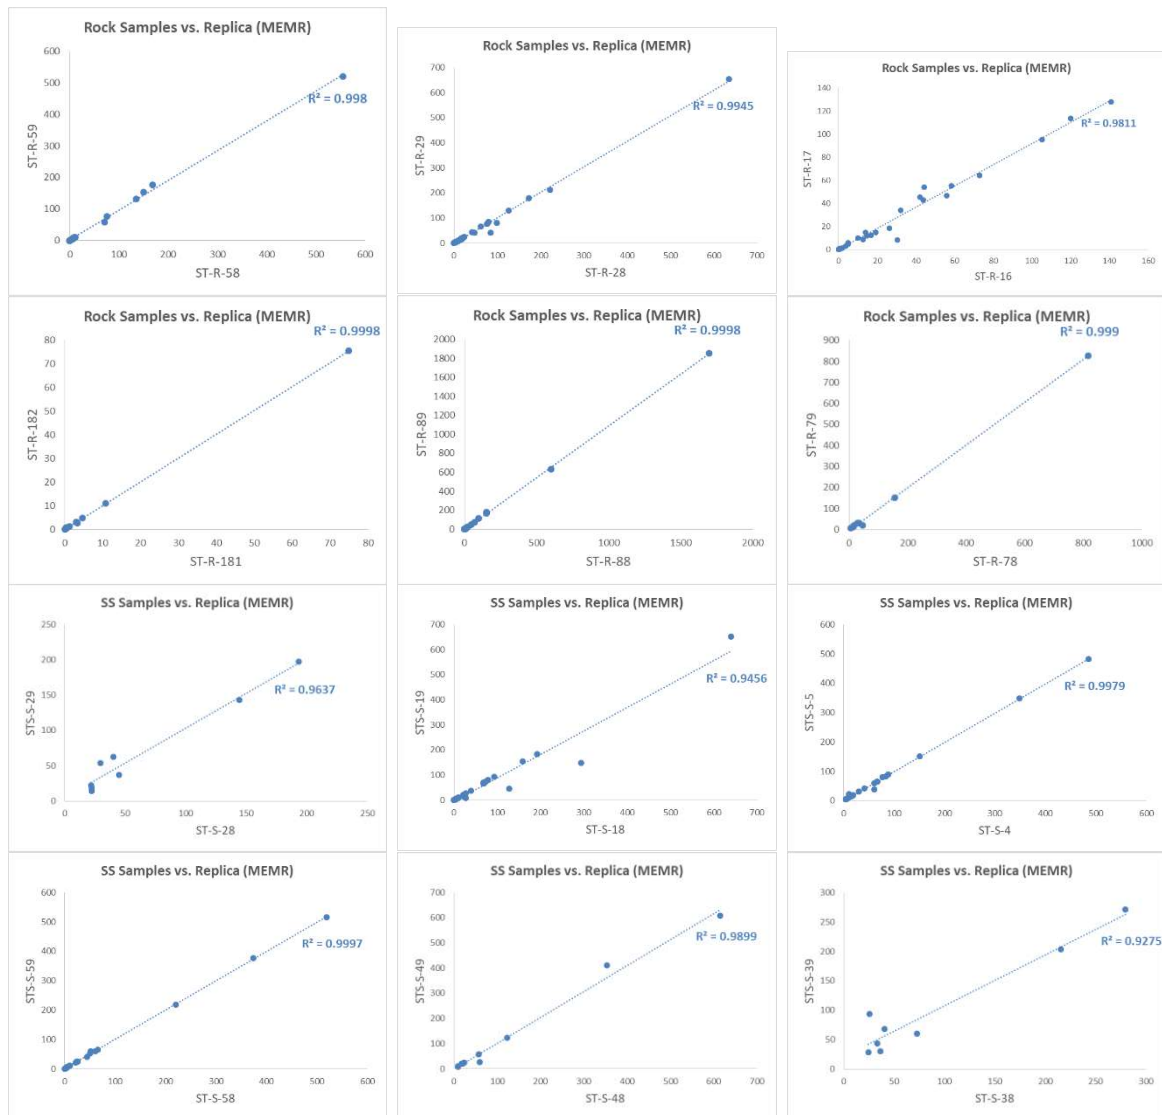 Rock Samples vs. Replica (MEMR)
600
500
400
300
200
100
0
ST-R-59
R² = 0.998
0 100 200 300 400 500 600
ST-R-58
Rock Samples vs. Replica (MEMR)
700
600
500
400
300
200
100
0
ST-R-29
R² = 0.9945
0 100 200 300 400 500 600 700
ST-R-28
Rock Samples vs. Replica (MEMR)
140
120
100
80
60
40
20
0
ST-R-17
R² = 0.9811
0 20 40 60 80 100 120 140 160
ST-R-16
Rock Samples vs. Replica (MEMR)
R² = 0.9998
80
70
60
50
40
30
20
10
0
ST-R-182
0 10 20 30 40 50 60 70 80
ST-R-181
Rock Samples vs. Replica (MEMR)
R² = 0.9998
2000
1800
1600
1400
1200
1000
800
600
400
200
0
ST-R-89
0 500 1000 1500 2000
ST-R-88
Rock Samples vs. Replica (MEMR)
R² = 0.999
900
800
700
600
500
400
300
200
100
0
ST-R-79
0 200 400 600 800 1000
ST-R-78
SS Samples vs. Replica (MEMR)
250
200
150
100
50
0
STS-S-29
R² = 0.9637
0 50 100 150 200 250
ST-S-28
SS Samples vs. Replica (MEMR)
700
600
500
400
300
200
100
0
STS-S-19
R² = 0.9456
0 100 200 300 400 500 600 700
ST-S-18
SS Samples vs. Replica (MEMR)
600
500
400
300
200
100
0
STS-S-5
R² = 0.9979
0 100 200 300 400 500 600
ST-S-4
SS Samples vs. Replica (MEMR)
600
500
400
300
200
100
0
STS-S-59
R² = 0.9997
0 100 200 300 400 500 600
ST-S-58
SS Samples vs. Replica (MEMR)
700
600
500
400
300
200
100
0
STS-S-49
R² = 0.9899
0 100 200 300 400 500 600 700
ST-S-48
SS Samples vs. Replica (MEMR)
300
250
200
150
100
50
0
STS-S-39
R² = 0.9275
0 50 100 150 200 250 300
ST-S-38